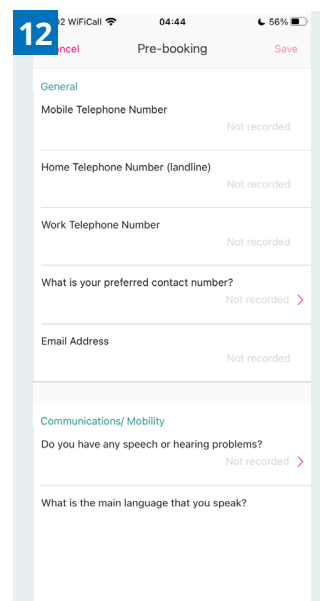 12
WiFiCall 04:44 56%
Pre-booking Save
General
Mobile Telephone Number
Not recorded
Home Telephone Number (landline)
Not recorded
Work Telephone Number
Not recorded
What is your preferred contact number?
Not recorded
Email Address
Not recorded
Communications/ Mobility
Do you have any speech or hearing problems?
Not recorded
What is the main language that you speak?